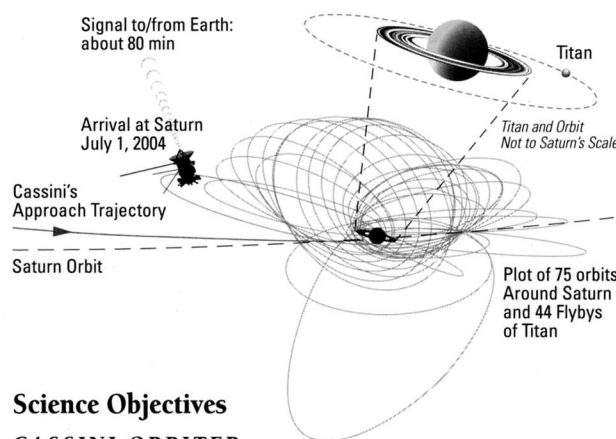 Signal to/from Earth:
about 80 min
Titan
Arrival at Saturn
July 1, 2004
Titan and Orbit
Not to Saturn's Scale
Cassini's
Approach Trajectory
Saturn Orbit
Plot of 75 orbits
Around Saturn
and 44 Flybys
of Titan
Science Objectives
CASSINI ORBITER